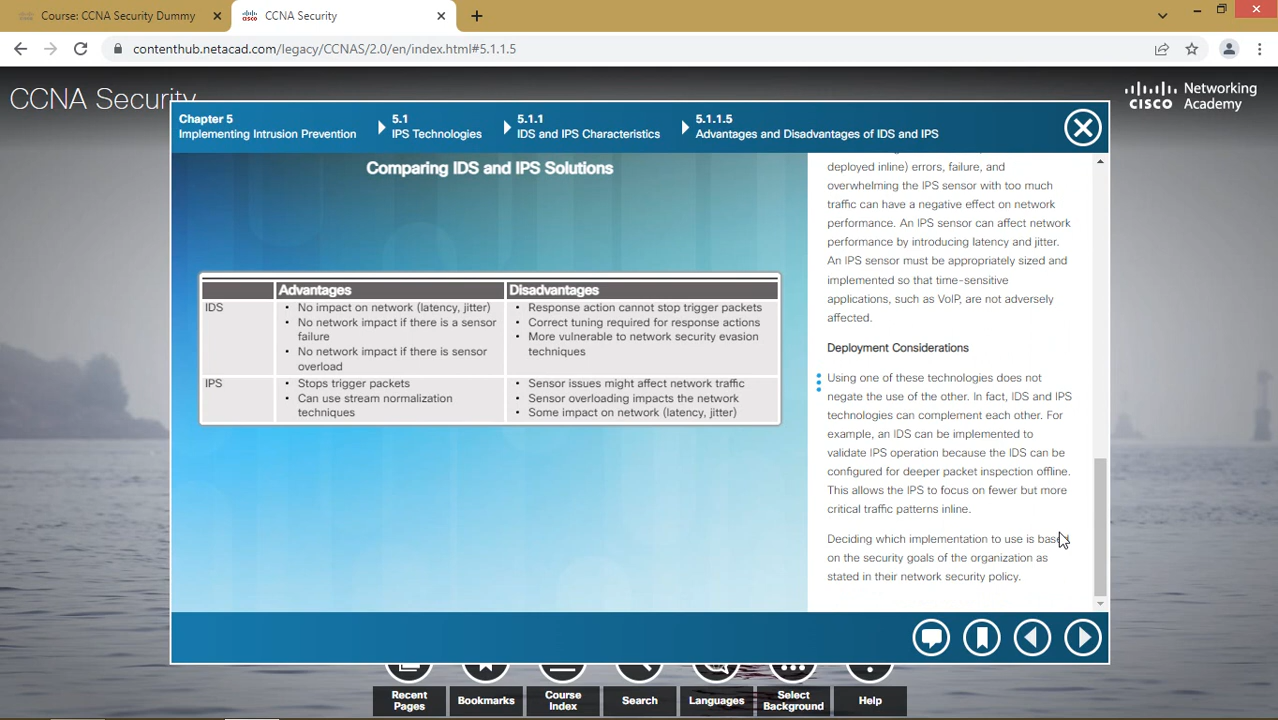 Course: CCNA Security Dummy
CCNA Security
contenthub.netacad.com/legacy/CCNAS/2.0/en/index.html#5.1.1.5
CCNA Security
Networking
CISCO Academy
Chapter 5
Implementing Intrusion Prevention
5.1
IPS Technologies
5.1.1
IDS and IPS Characteristics
5.1.1.5
Advantages and Disadvantages of IDS and IPS
Comparing IDS and IPS Solutions
Advantages
Disadvantages
IDS
• No impact on network (latency, jitter)
• No network impact if there is a sensor
failure
• No network impact if there is sensor
overload
• Response action cannot stop trigger packets
• Correct tuning required for response actions
• More vulnerable to network security evasion
techniques
IPS
• Stops trigger packets
• Can use stream normalization
techniques
• Sensor issues might affect network traffic
• Sensor overloading impacts the network
• Some impact on network (latency, jitter)
deployed inline) errors, failure, and
overwhelming the IPS sensor with too much
traffic can have a negative effect on network
performance. An IPS sensor can affect network
performance by introducing latency and jitter.
An IPS sensor must be appropriately sized and
implemented so that time-sensitive
applications, such as VoIP, are not adversely
affected.
Deployment Considerations
Using one of these technologies does not
negate the use of the other. In fact, IDS and IPS
technologies can complement each other. For
example, an IDS can be implemented to
validate IPS operation because the IDS can be
configured for deeper packet inspection offline.
This allows the IPS to focus on fewer but more
critical traffic patterns inline.
Deciding which implementation to use is based
on the security goals of the organization as
stated in their network security policy.
Recent
Pages
Bookmarks
Course
Index
Search
Languages
Select
Background
Help